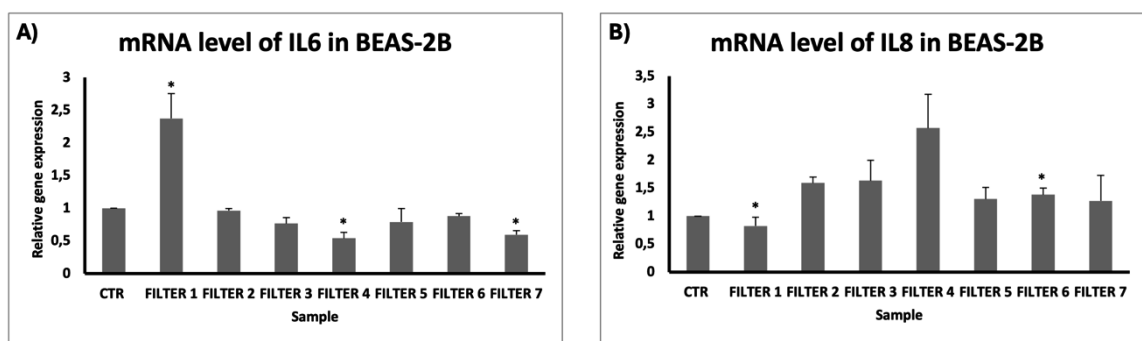 A)
mRNA level of IL6 in BEAS-2B
3
2,5
2
1,5
1
0,5
0
Relative gene expression
*
*
*
CTR FILTER 1 FILTER 2 FILTER 3 FILTER 4 FILTER 5 FILTER 6 FILTER 7
Sample
B)
mRNA level of IL8 in BEAS-2B
3,5
3
2,5
2
1,5
1
0,5
0
Relative gene expression
*
*
CTR FILTER 1 FILTER 2 FILTER 3 FILTER 4 FILTER 5 FILTER 6 FILTER 7
Sample